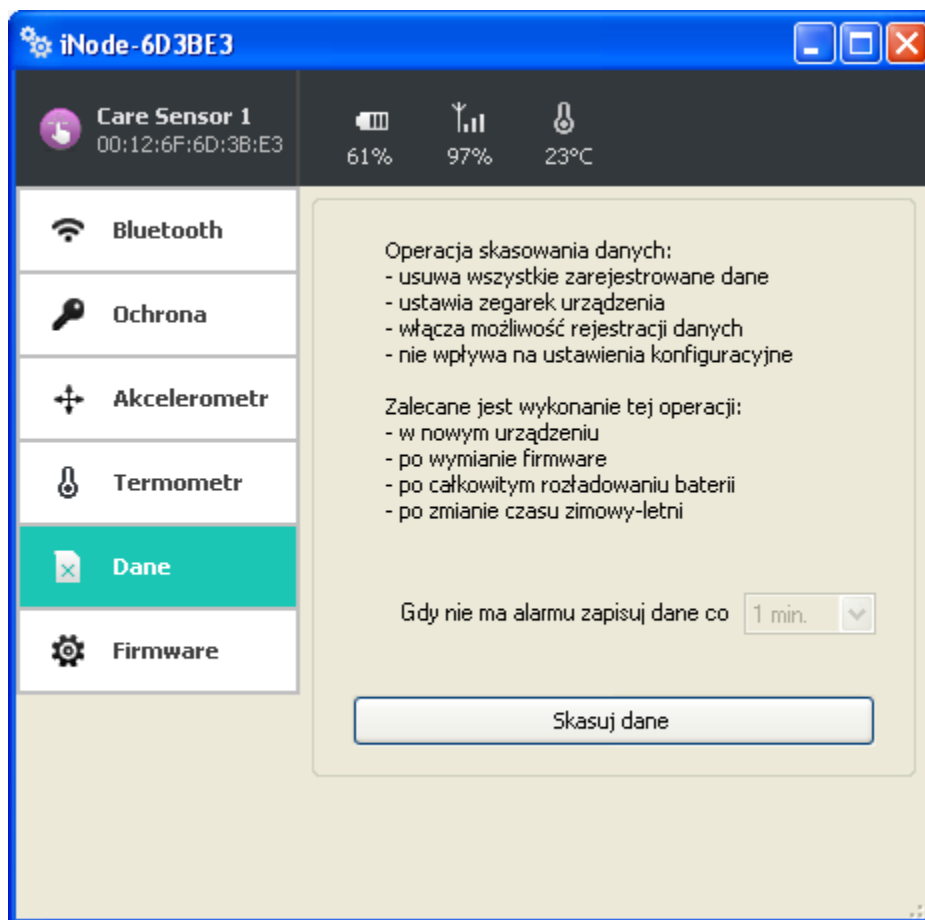 iNode-6D3BE3
Care Sensor 1
00:12:6F:6D:3B:E3
61%
97%
23°C
Bluetooth
Ochrona
Akcelerometr
Termometr
Dane
Firmware
Operacja skasowania danych:
- usuwa wszystkie zarejestrowane dane
- ustawia zegarek urządzenia
- włącza możliwość rejestracji danych
- nie wpływa na ustawienia konfiguracyjne
Zalecane jest wykonanie tej operacji:
- w nowym urządzeniu
- po wymianie firmware
- po całkowitym rozładowaniu baterii
- po zmianie czasu zimowy-letni
Gdy nie ma alarmu zapisuj dane co 1 min.
Skasuj dane